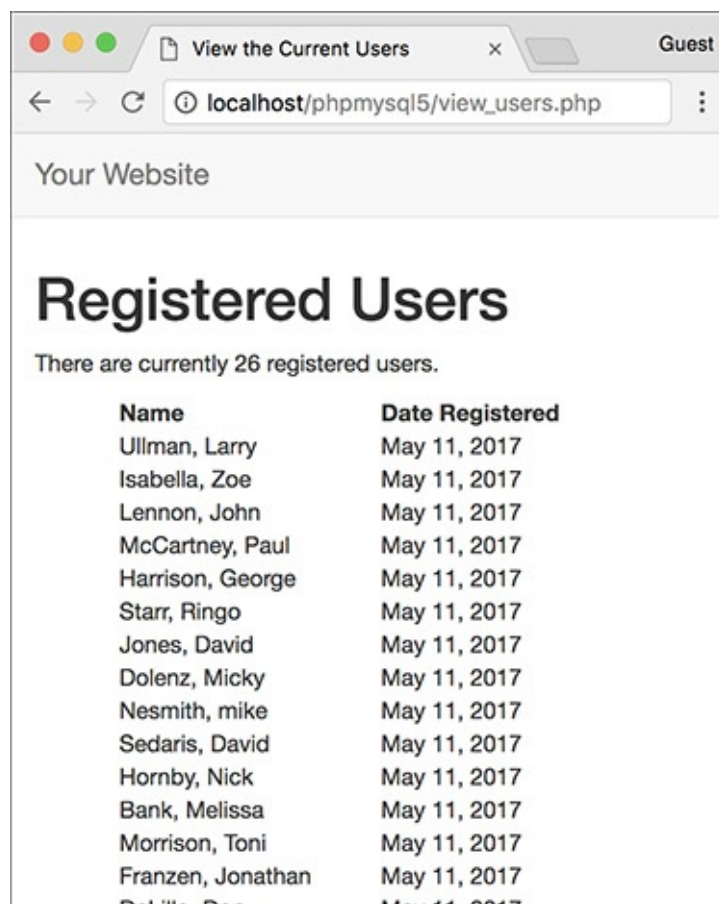 View the Current Users
Guest
localhost/phpmysql5/view_users.php
Your Website
Registered Users
There are currently 26 registered users.
Name Date Registered
Ullman, Larry May 11, 2017
Isabella, Zoe May 11, 2017
Lennon, John May 11, 2017
McCartney, Paul May 11, 2017
Harrison, George May 11, 2017
Starr, Ringo May 11, 2017
Jones, David May 11, 2017
Dolenz, Micky May 11, 2017
Nesmith, mike May 11, 2017
Sedaris, David May 11, 2017
Hornby, Nick May 11, 2017
Bank, Melissa May 11, 2017
Morrison, Toni May 11, 2017
Franzen, Jonathan May 11, 2017